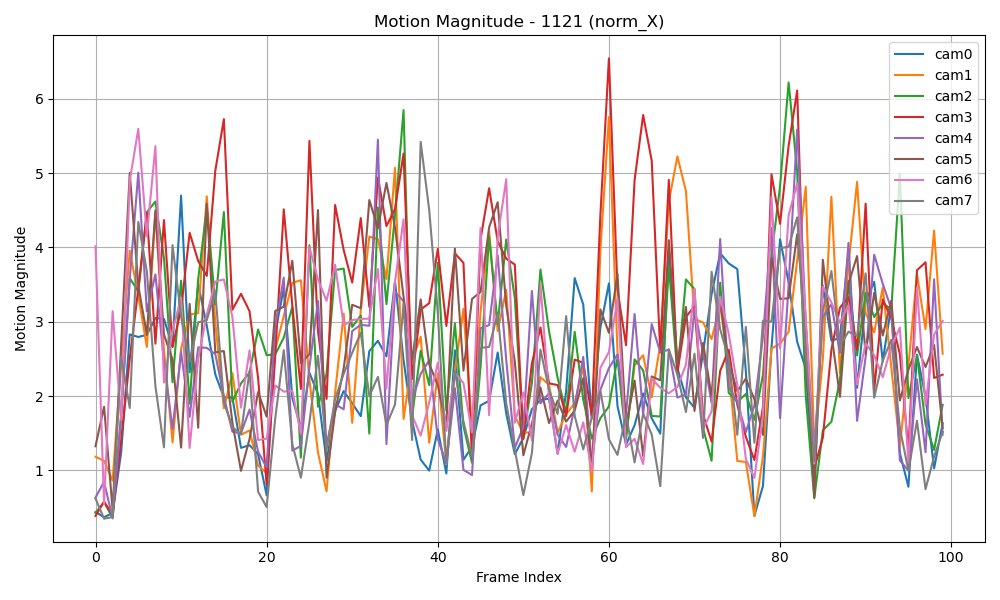 Motion Magnitude - 1121 (norm_X)
Motion Magnitude
6
5
4
3
2
1
0
20
40
60
80
100
Frame Index
cam0
cam1
cam2
cam3
cam4
cam5
cam6
cam7